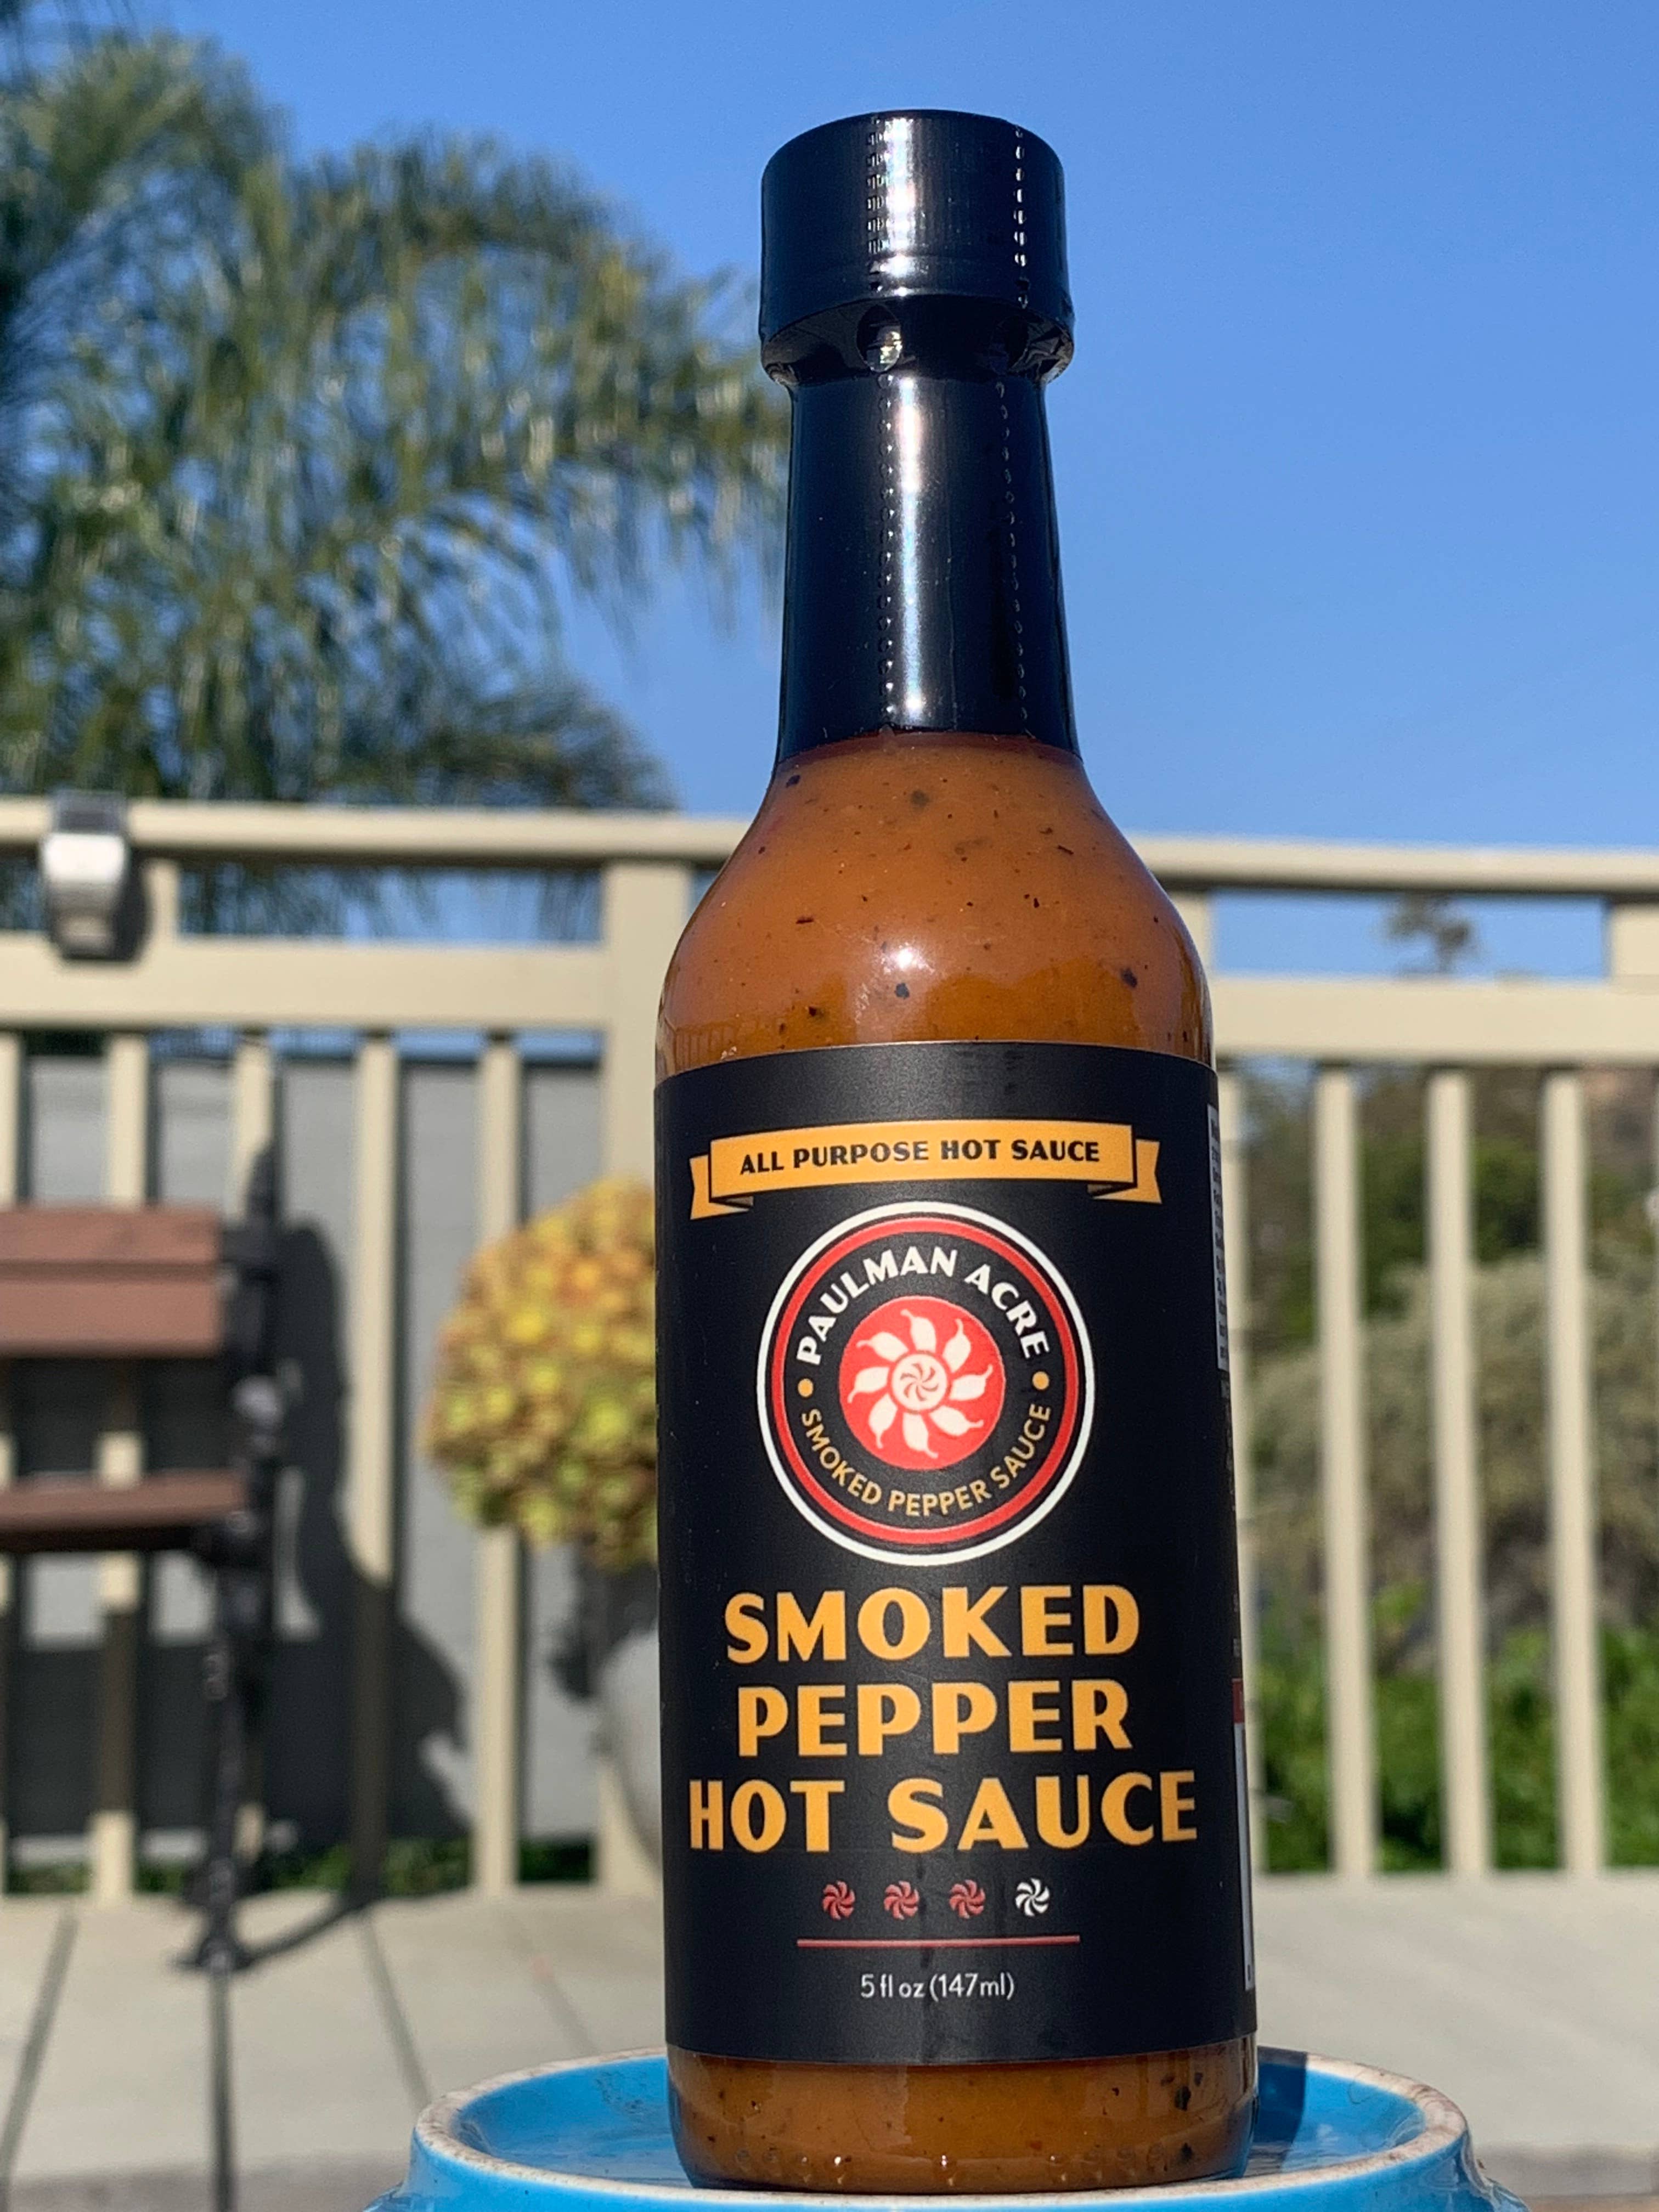 ALL PURPOSE HOT SAUCE
PAULMAN ACRE
SMOKED PEPPER SAUCE
SMOKED
PEPPER
HOT SAUCE
5 fl oz (147ml)